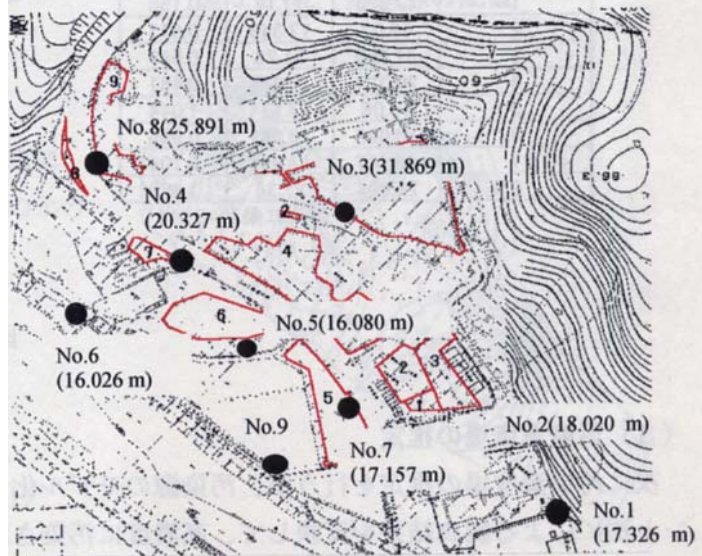 9
No.8(25.891 m)
8
No.3(31.869 m)
No.4
(20.327 m)
2
4
7
6
No.5(16.080 m)
No.6
(16.026 m)
2
3
5
1
No.9
No.2(18.020 m)
No.7
(17.157 m)
No.1
(17.326 m)